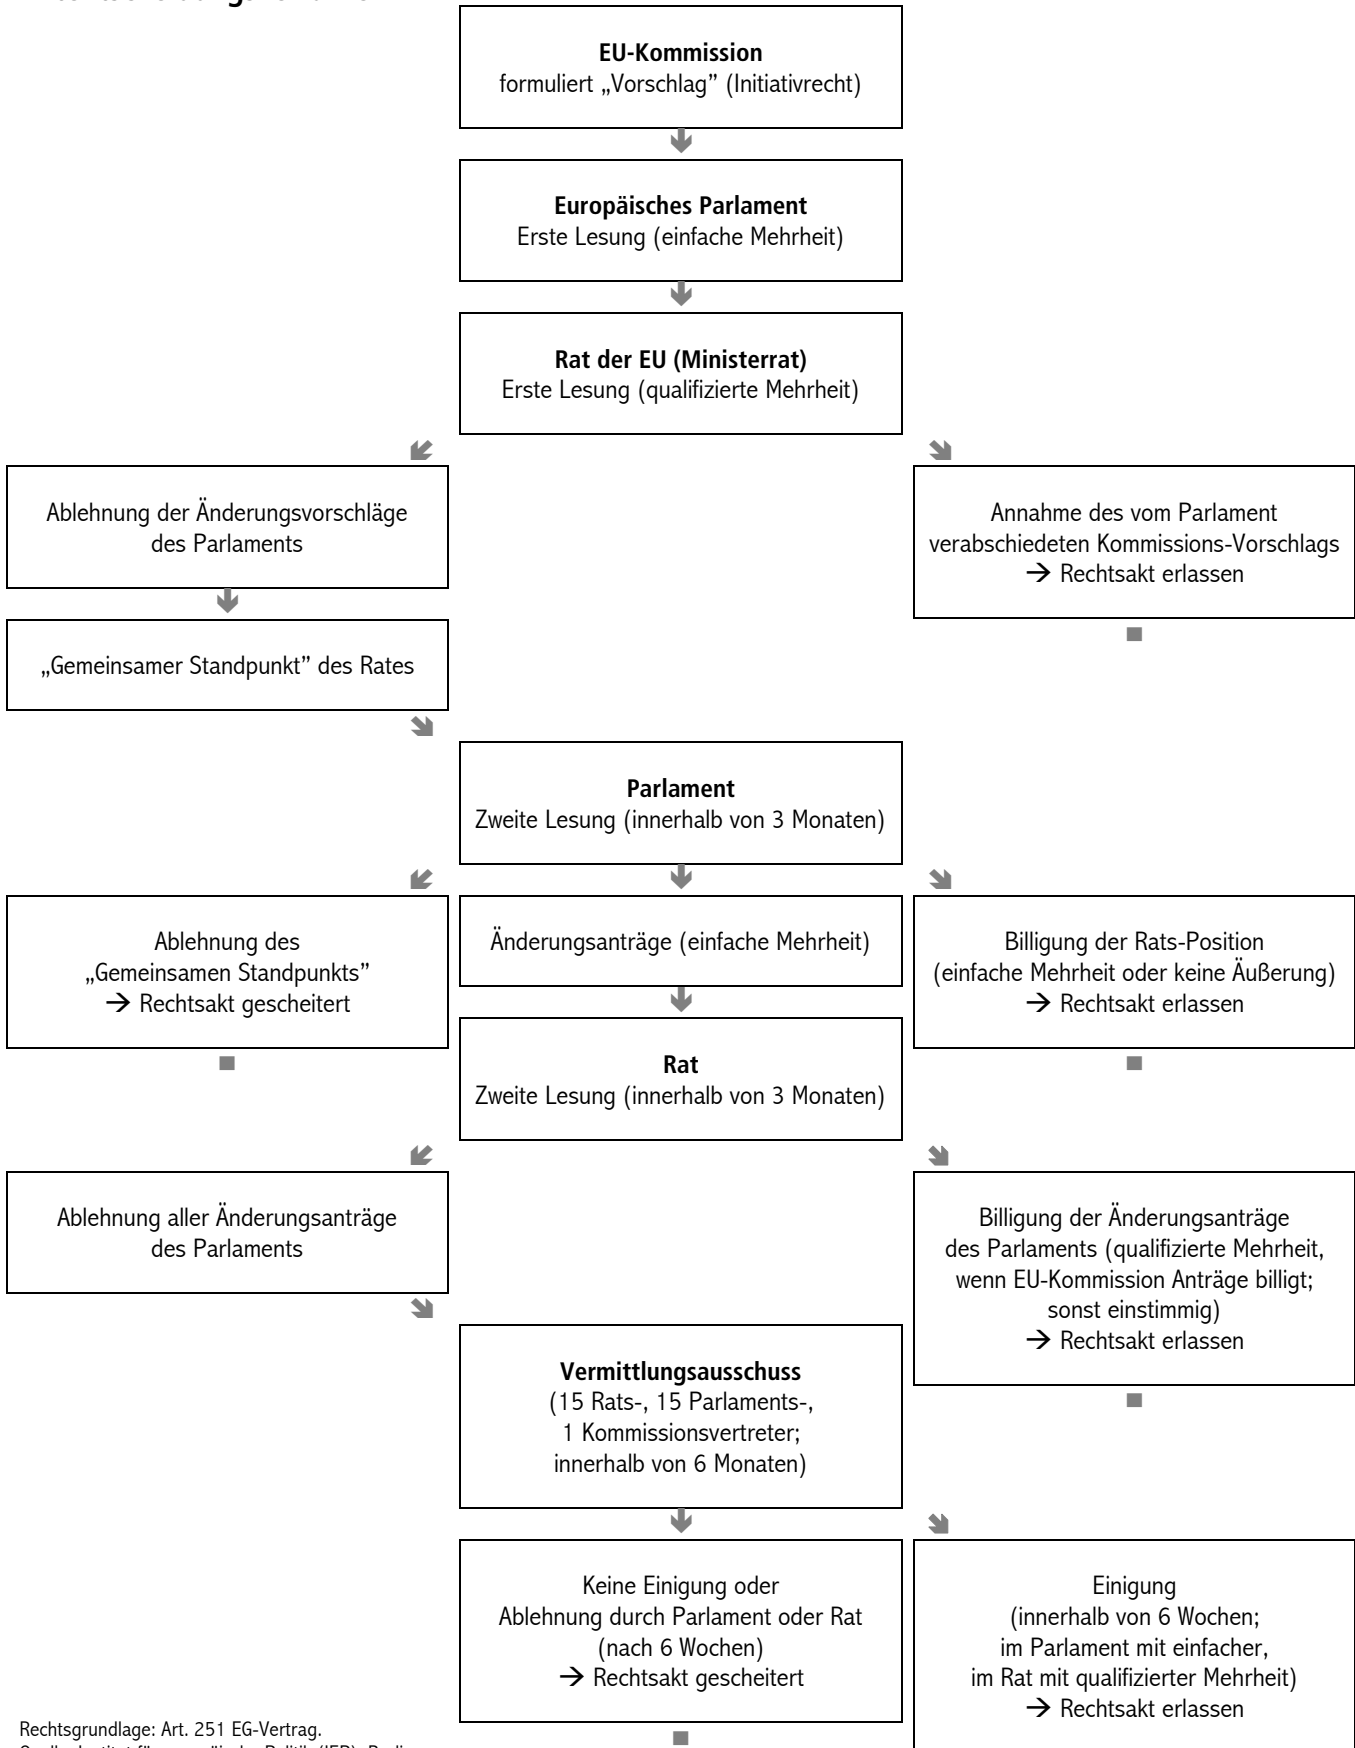 EU-Kommission
formuliert „Vorschlag” (Initiativrecht)
Europäisches Parlament
Erste Lesung (einfache Mehrheit)
Rat der EU (Ministerrat)
Erste Lesung (qualifizierte Mehrheit)
Ablehnung der Änderungsvorschläge
des Parlaments
Annahme des vom Parlament
verabschiedeten Kommissions-Vorschlags
→ Rechtsakt erlassen
„Gemeinsamer Standpunkt” des Rates
Parlament
Zweite Lesung (innerhalb von 3 Monaten)
Ablehnung des
„Gemeinsamen Standpunkts”
→ Rechtsakt gescheitert
Änderungsanträge (einfache Mehrheit)
Billigung der Rats-Position
(einfache Mehrheit oder keine Äußerung)
→ Rechtsakt erlassen
Rat
Zweite Lesung (innerhalb von 3 Monaten)
Ablehnung aller Änderungsanträge
des Parlaments
Billigung der Änderungsanträge
des Parlaments (qualifizierte Mehrheit,
wenn EU-Kommission Anträge billigt;
sonst einstimmig)
→ Rechtsakt erlassen
Vermittlungsausschuss
(15 Rats-, 15 Parlaments-,
1 Kommissionsvertreter;
innerhalb von 6 Monaten)
Keine Einigung oder
Ablehnung durch Parlament oder Rat
(nach 6 Wochen)
→ Rechtsakt gescheitert
Einigung
(innerhalb von 6 Wochen;
im Parlament mit einfacher,
im Rat mit qualifizierter Mehrheit)
→ Rechtsakt erlassen
Rechtsgrundlage: Art. 251 EG-Vertrag.